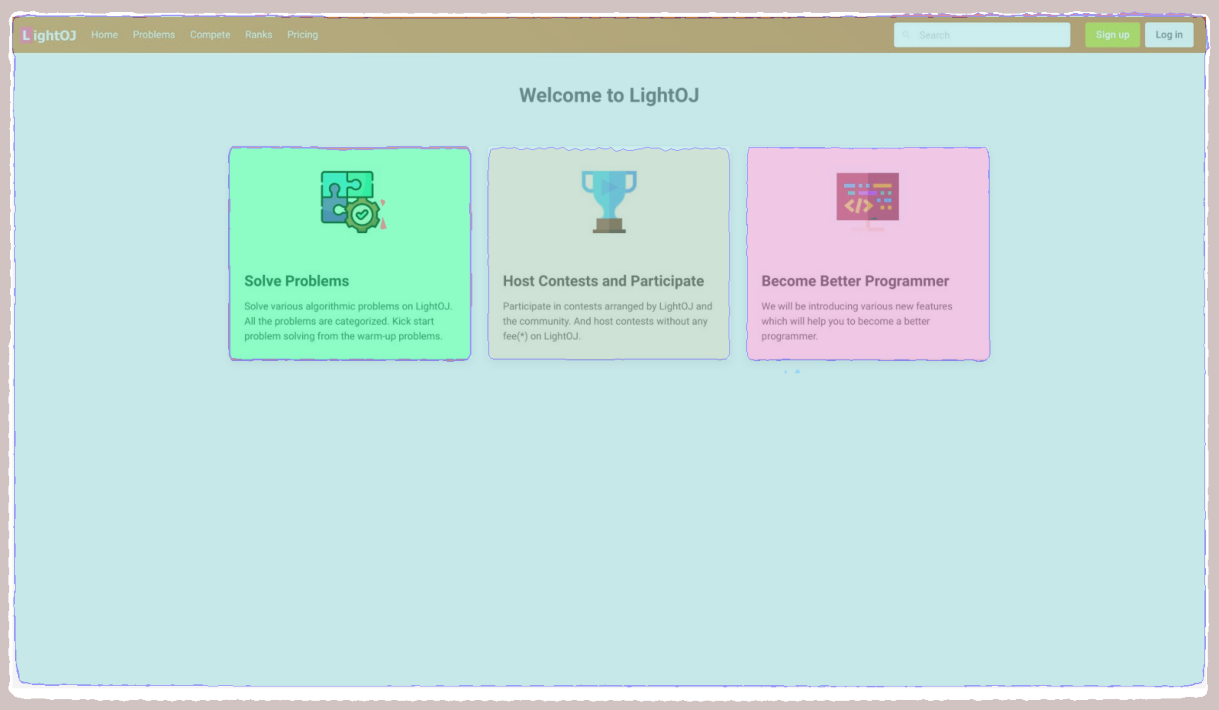 LightOJ Home Problems Compete Ranks Pricing Search Sign up Log in
Welcome to LightOJ
Solve Problems
Solve various algorithmic problems on LightOJ.
All the problems are categorized. Kick start
problem solving from the warm-up problems.
Host Contests and Participate
Participate in contests arranged by LightOJ and
the community. And host contests without any
fee(*) on LightOJ.
Become Better Programmer
We will be introducing various new features
which will help you to become a better
programmer.